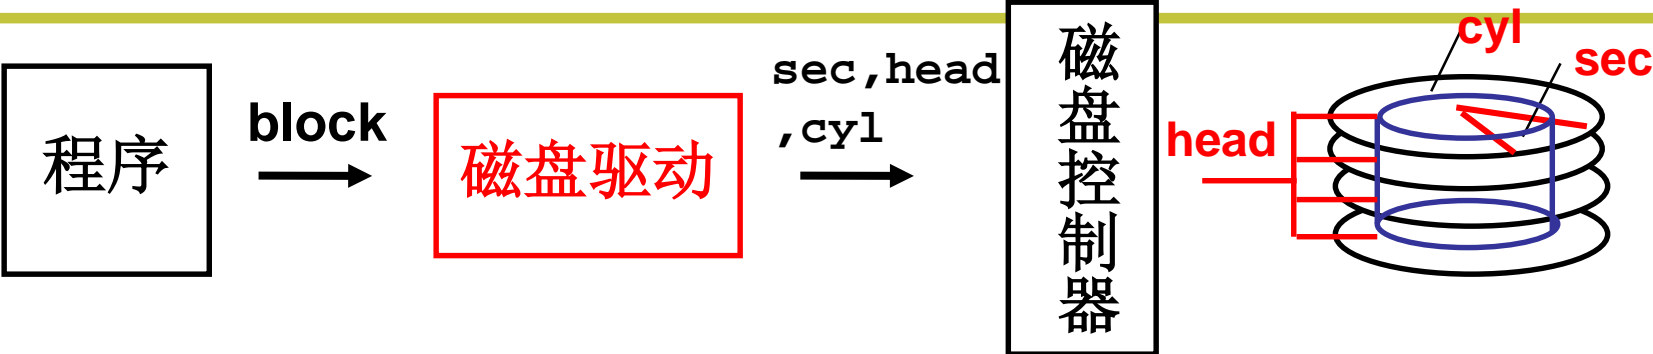 程序
block
磁盘驱动
sec,head
,cyl
磁
盘
控
制
器
head
cyl
sec